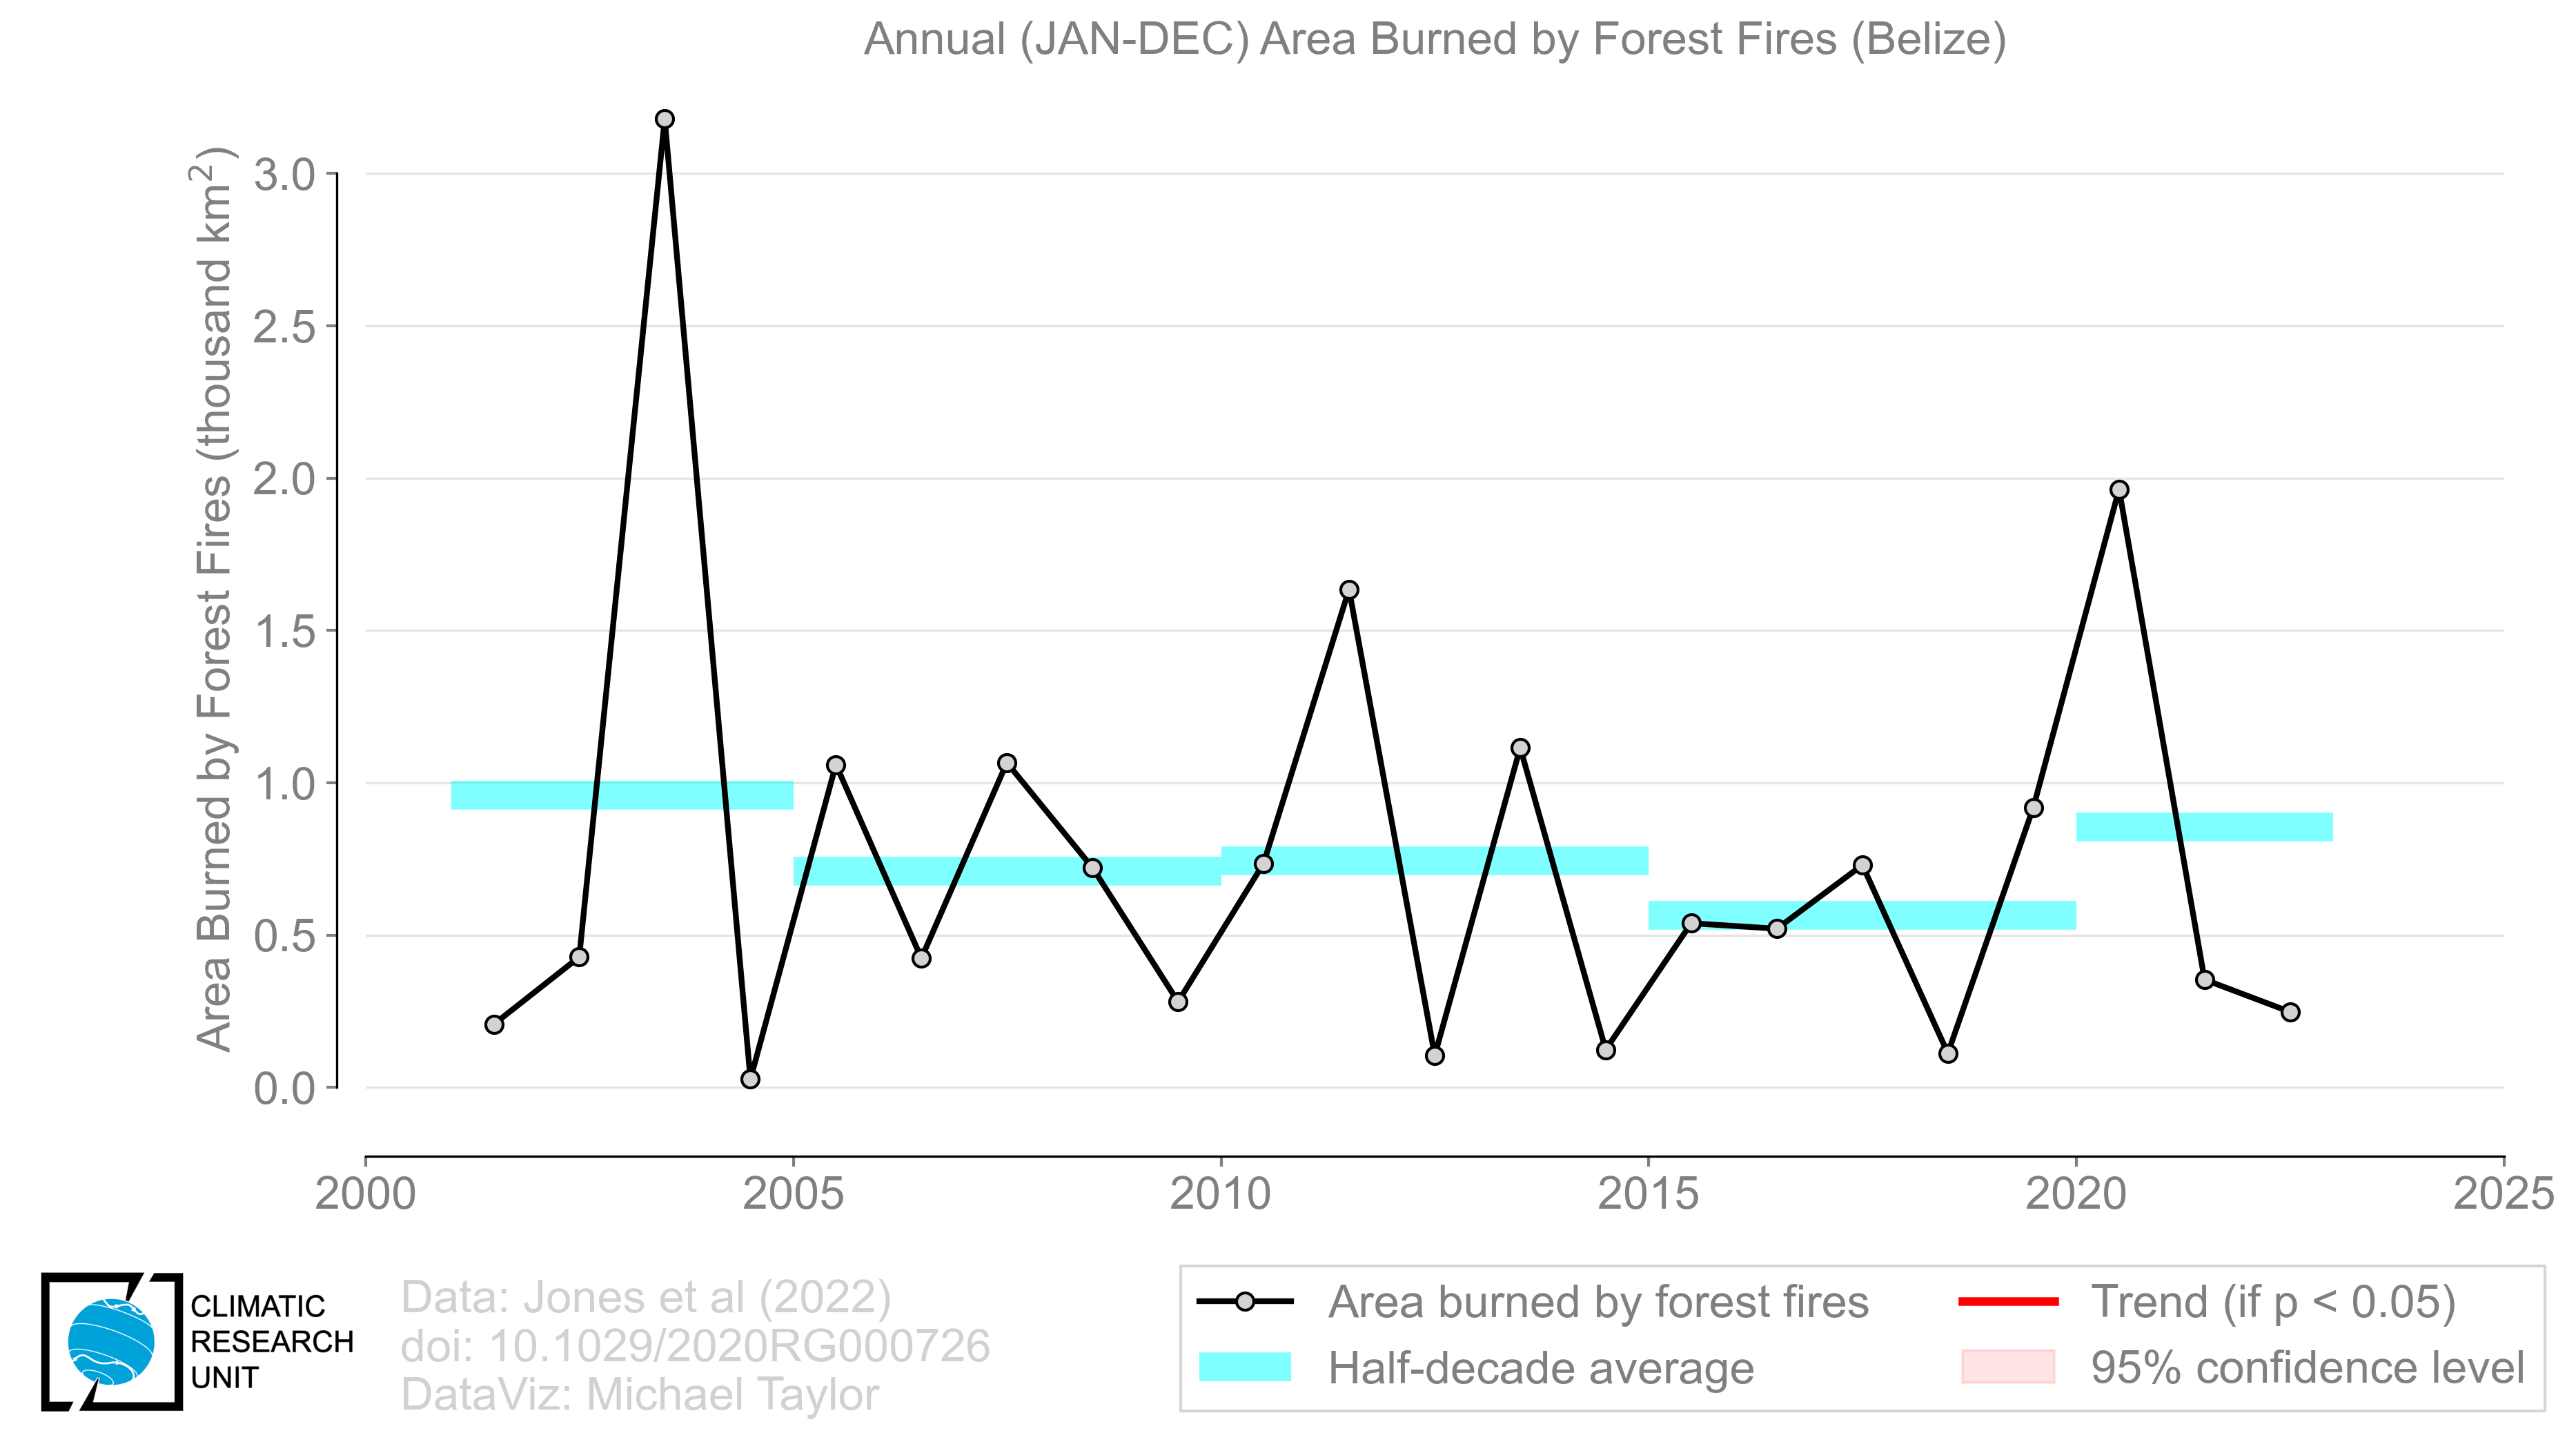 Annual (JAN-DEC) Area Burned by Forest Fires (Belize)
Area Burned by Forest Fires (thousand km²)
3.0
2.5
2.0
1.5
1.0
0.5
0.0
2000 2005 2010 2015 2020 2025
CLIMATIC
RESEARCH
UNIT
Data: Jones et al (2022)
doi: 10.1029/2020RG000726
DataViz: Michael Taylor
Area burned by forest fires
Half-decade average
Trend (if p < 0.05)
95% confidence level